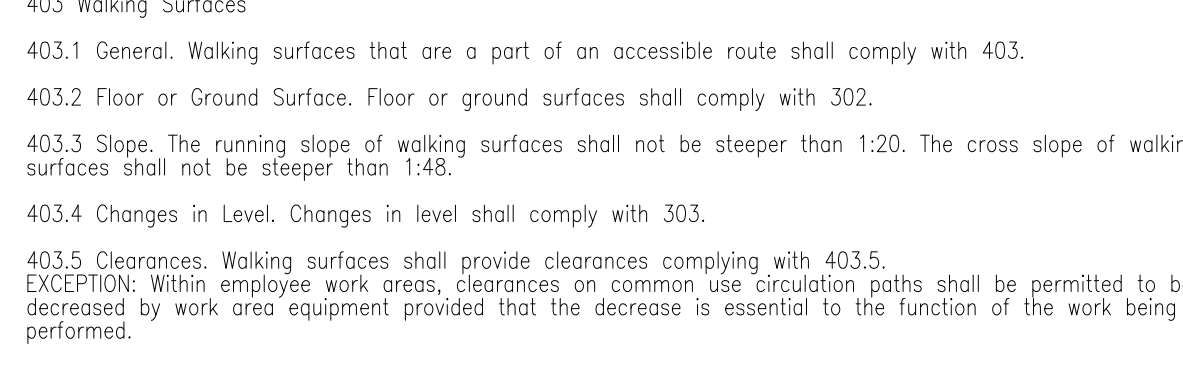 403 Walking Surfaces
403.1 General. Walking surfaces that are a part of an accessible route shall comply with 403.
403.2 Floor or Ground Surface. Floor or ground surfaces shall comply with 302.
403.3 Slope. The running slope of walking surfaces shall not be steeper than 1:20. The cross slope of
surfaces shall not be steeper than 1:48.
403.4 Changes in Level. Changes in level shall comply with 303.
403.5 Clearances. Walking surfaces shall provide clearances complying with 403.5.
EXCEPTION: Within employee work areas, clearances on common use circulation paths shall be permitted to
decreased by work area equipment provided that the decrease is essential to the function of the work being
performed.